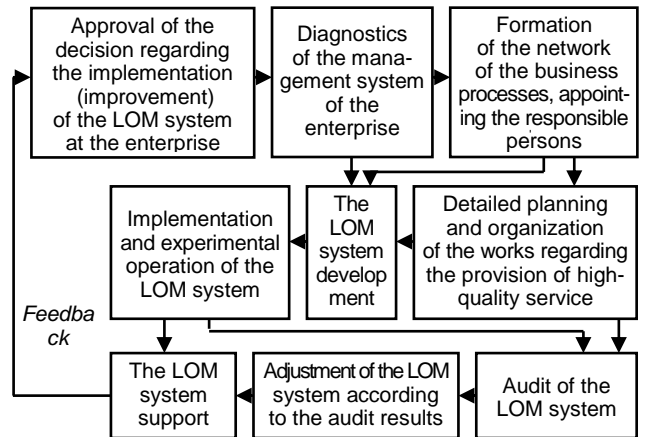 Approval of the
decision regarding
the implementation
(improvement)
of the LOM system
at the enterprise
Diagnostics
of the mana-
gement system
of the
enterprise
Formation
of the network
of the business
processes, appoint-
ing the responsible
persons
Implementation
and experimental
operation of the
LOM system
The
LOM
system
develop
ment
Detailed planning
and organization
of the works regarding
the provision of high-
quality service
Feedba
ck
The LOM
system
support
Adjustment of the LOM
system according
to the audit results
Audit of the
LOM system